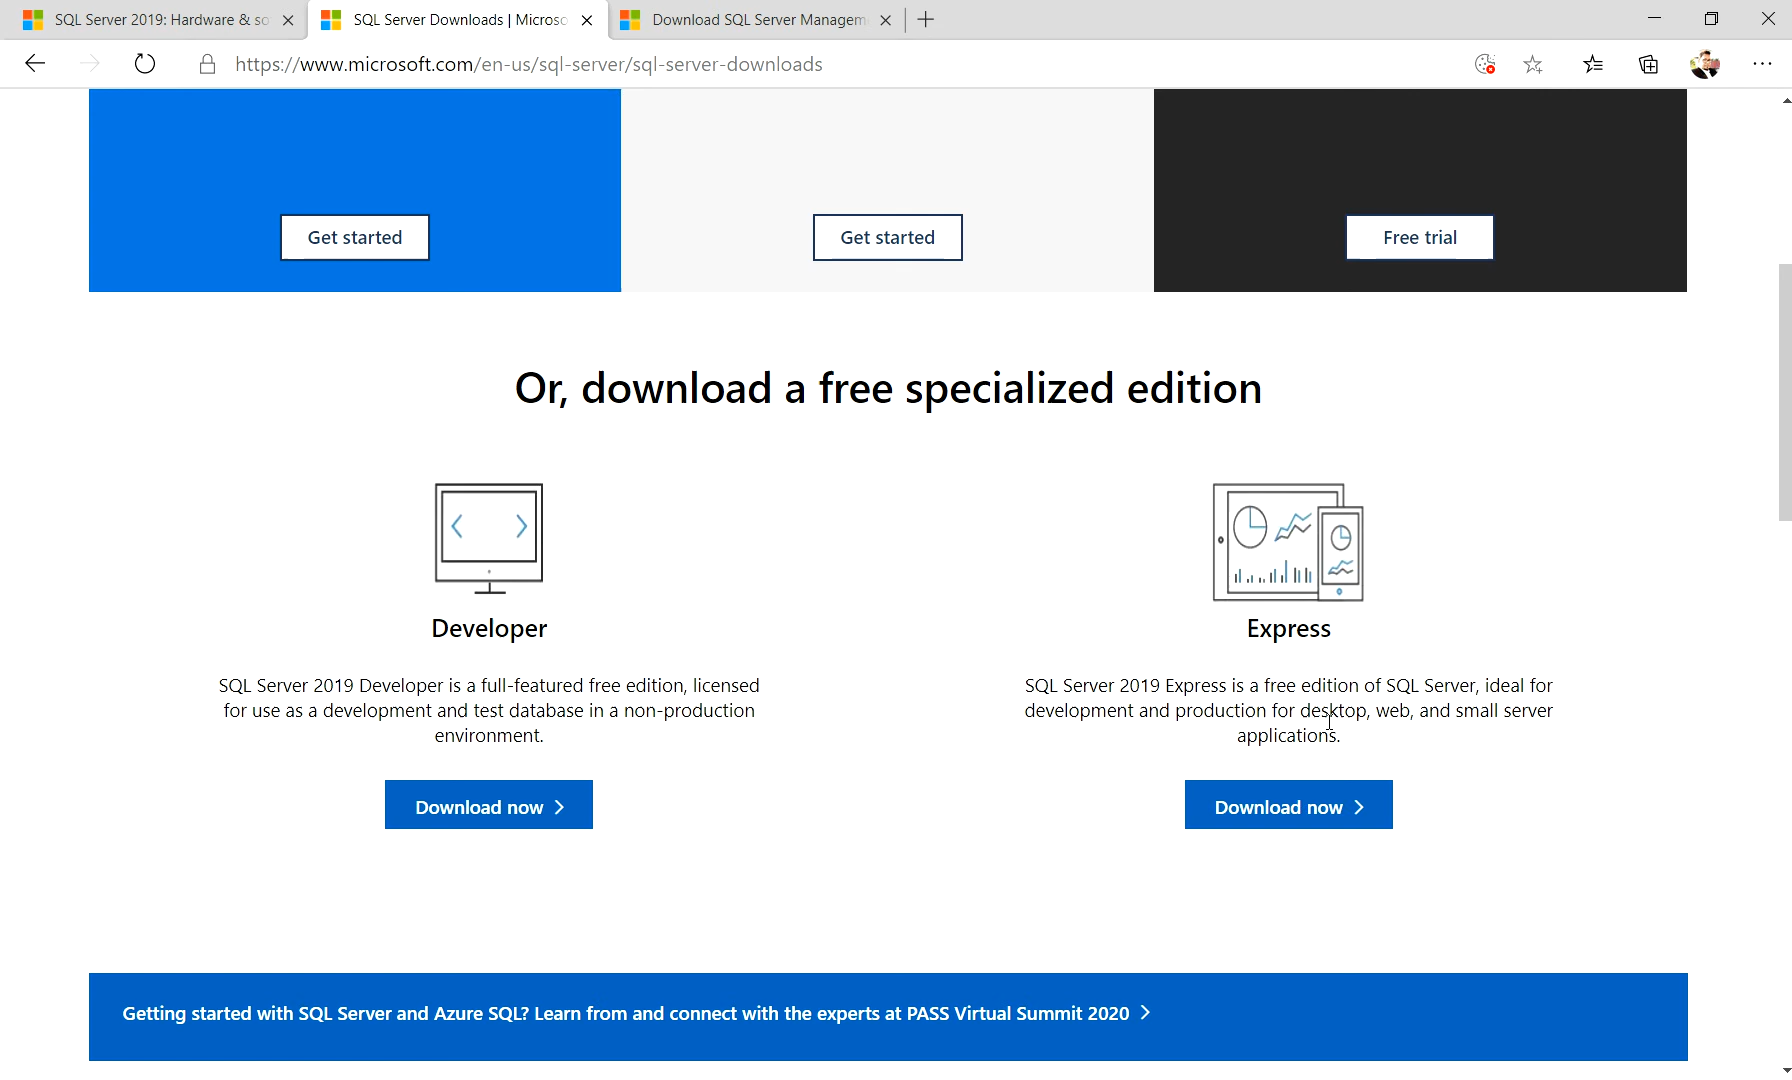 SQL Server 2019: Hardware & so
SQL Server Downloads | Microso
Download SQL Server Managem
https://www.microsoft.com/en-us/sql-server/sql-server-downloads
Get started
Get started
Free trial
Or, download a free specialized edition
Developer
SQL Server 2019 Developer is a full-featured free edition, licensed
for use as a development and test database in a non-production
environment.
Download now
Express
SQL Server 2019 Express is a free edition of SQL Server, ideal for
development and production for desktop, web, and small server
applications.
Download now
Getting started with SQL Server and Azure SQL? Learn from and connect with the experts at PASS Virtual Summit 2020